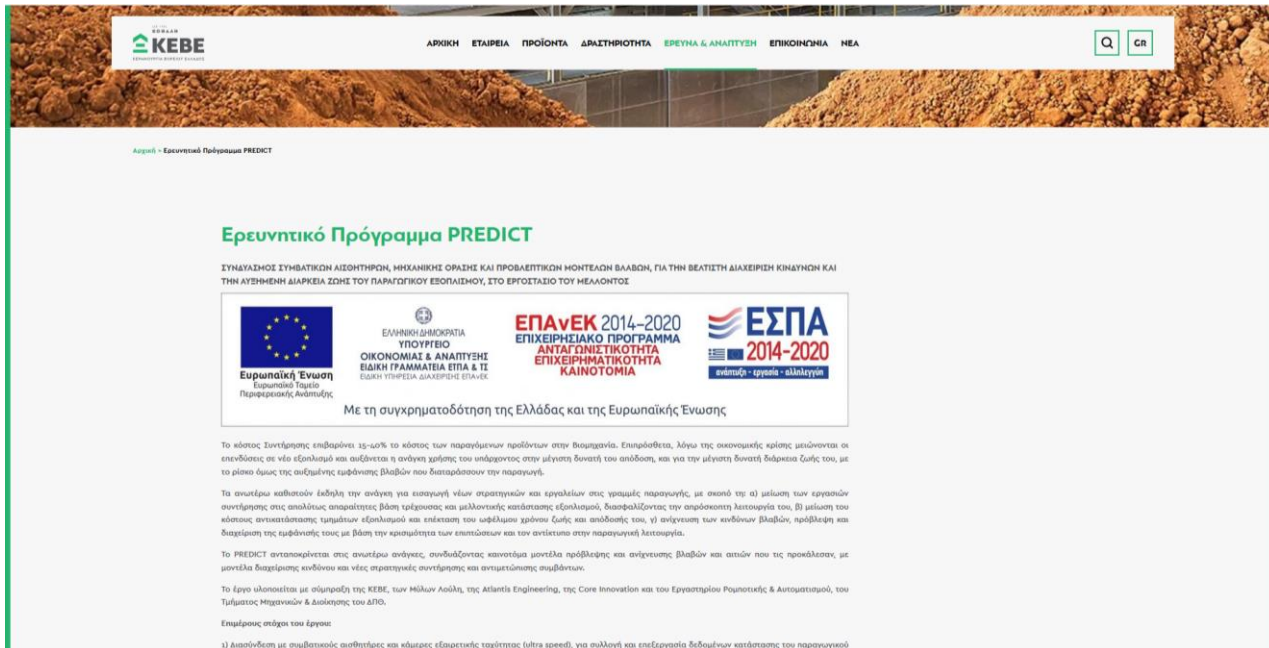 ΚΕΒΕ
ΑΡΧΙΚΗ ΕΤΑΙΡΕΙΑ ΠΡΟΪΟΝΤΑ ΔΡΑΣΤΗΡΙΟΤΗΤΑ ΕΡΕΥΝΑ & ΑΝΑΠΤΥΞΗ ΕΠΙΚΟΙΝΩΝΙΑ ΝΕΑ
GR
Αρχική » Ερευνητικό Πρόγραμμα PREDICT
Ερευνητικό Πρόγραμμα PREDICT
ΣΥΝΔΥΑΣΜΟΣ ΣΥΜΒΑΤΙΚΩΝ ΑΙΣΘΗΤΗΡΩΝ, ΜΗΧΑΝΙΚΗΣ ΟΡΑΣΗΣ ΚΑΙ ΠΡΟΒΛΕΠΤΙΚΩΝ ΜΟΝΤΕΛΩΝ ΒΛΑΒΩΝ, ΓΙΑ ΤΗΝ ΒΕΛΤΙΣΤΗ ΔΙΑΧΕΙΡΙΣΗ ΚΙΝΔΥΝΩΝ ΚΑΙ
ΤΗΝ ΑΥΞΗΜΕΝΗ ΔΙΑΡΚΕΙΑ ΖΩΗΣ ΤΟΥ ΠΑΡΑΓΩΓΙΚΟΥ ΕΞΟΠΛΙΣΜΟΥ, ΣΤΟ ΕΡΓΟΣΤΑΣΙΟ ΤΟΥ ΜΕΛΛΟΝΤΟΣ
Ευρωπαϊκή Ένωση
Ευρωπαϊκό Ταμείο
Περιφερειακής Ανάπτυξης
ΕΛΛΗΝΙΚΗ ΔΗΜΟΚΡΑΤΙΑ
ΥΠΟΥΡΓΕΙΟ
ΟΙΚΟΝΟΜΙΑΣ & ΑΝΑΠΤΥΞΗΣ
ΕΙΔΙΚΗ ΓΡΑΜΜΑΤΕΙΑ ΕΤΠΑ & ΤΣ
ΕΙΔΙΚΗ ΥΠΗΡΕΣΙΑ ΔΙΑΧΕΙΡΙΣΗΣ ΕΠΑνΕΚ
ΕΠΑνΕΚ 2014–2020
ΕΠΙΧΕΙΡΗΣΙΑΚΟ ΠΡΟΓΡΑΜΜΑ
ΑΝΤΑΓΩΝΙΣΤΙΚΟΤΗΤΑ
ΕΠΙΧΕΙΡΗΜΑΤΙΚΟΤΗΤΑ
ΚΑΙΝΟΤΟΜΙΑ
ΕΣΠΑ
2014-2020
ανάπτυξη - εργασία - αλληλεγγύη
Με τη συγχρηματοδότηση της Ελλάδας και της Ευρωπαϊκής Ένωσης
Το κόστος Συντήρησης επιβαρύνει 15-40% το κόστος των παραγόμενων προϊόντων στην Βιομηχανία. Επιπρόσθετα, λόγω της οικονομικής κρίσης μειώνονται οι
επενδύσεις σε νέο εξοπλισμό και αυξάνεται η ανάγκη χρήσης του υπάρχοντος στην μέγιστη δυνατή του απόδοση, και για την μέγιστη δυνατή διάρκεια ζωής του, με
το ρίσκο όμως της αυξημένης εμφάνισης βλαβών που διαταράσσουν την παραγωγή.
Τα ανωτέρω καθιστούν έκδηλη την ανάγκη για εισαγωγή νέων στρατηγικών και εργαλείων στις γραμμές παραγωγής, με σκοπό τη: α) μείωση των εργασιών
συντήρησης στις απολύτως απαραίτητες βάση τρέχουσας και μελλοντικής κατάστασης εξοπλισμού, διασφαλίζοντας την απρόσκοπτη λειτουργία του, β) μείωση του
κόστους αντικατάστασης τμημάτων εξοπλισμού και επέκταση του ωφέλιμου χρόνου ζωής και απόδοσής του, γ) ανίχνευση των κινδύνων βλαβών, πρόβλεψη και
διαχείριση της εμφάνισής τους με βάση την κρισιμότητα των επιπτώσεων και τον αντίκτυπο στην παραγωγική λειτουργία.
Το PREDICT ανταποκρίνεται στις ανωτέρω ανάγκες, συνδυάζοντας καινοτόμα μοντέλα πρόβλεψης και ανίχνευσης βλαβών και αιτιών που τις προκάλεσαν, με
μοντέλα διαχείρισης κινδύνου και νέες στρατηγικές συντήρησης και αντιμετώπισης συμβάντων.
Το έργο υλοποιείται με σύμπραξη της ΚΕΒΕ, των Μύλων Λούλη, της Atlantis Engineering, της Core Innovation και του Εργαστηρίου Ρομποτικής & Αυτοματισμού, του
Τμήματος Μηχανικών & Διοίκησης του ΔΠΘ.
Επιμέρους στόχοι του έργου:
1) Διασύνδεση με συμβατικούς αισθητήρες και κάμερες εξαιρετικής ταχύτητας (ultra speed), για συλλογή και επεξεργασία δεδομένων κατάστασης του παραγωγικού